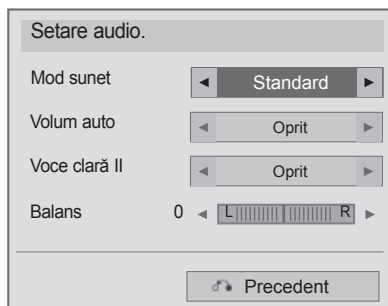 Setare audio.
Mod sunet ◄ Standard ►
Volum auto ◄ Oprit ►
Voce clară II ◄ Oprit ►
Balans 0 ◄ L R ►
Precedent